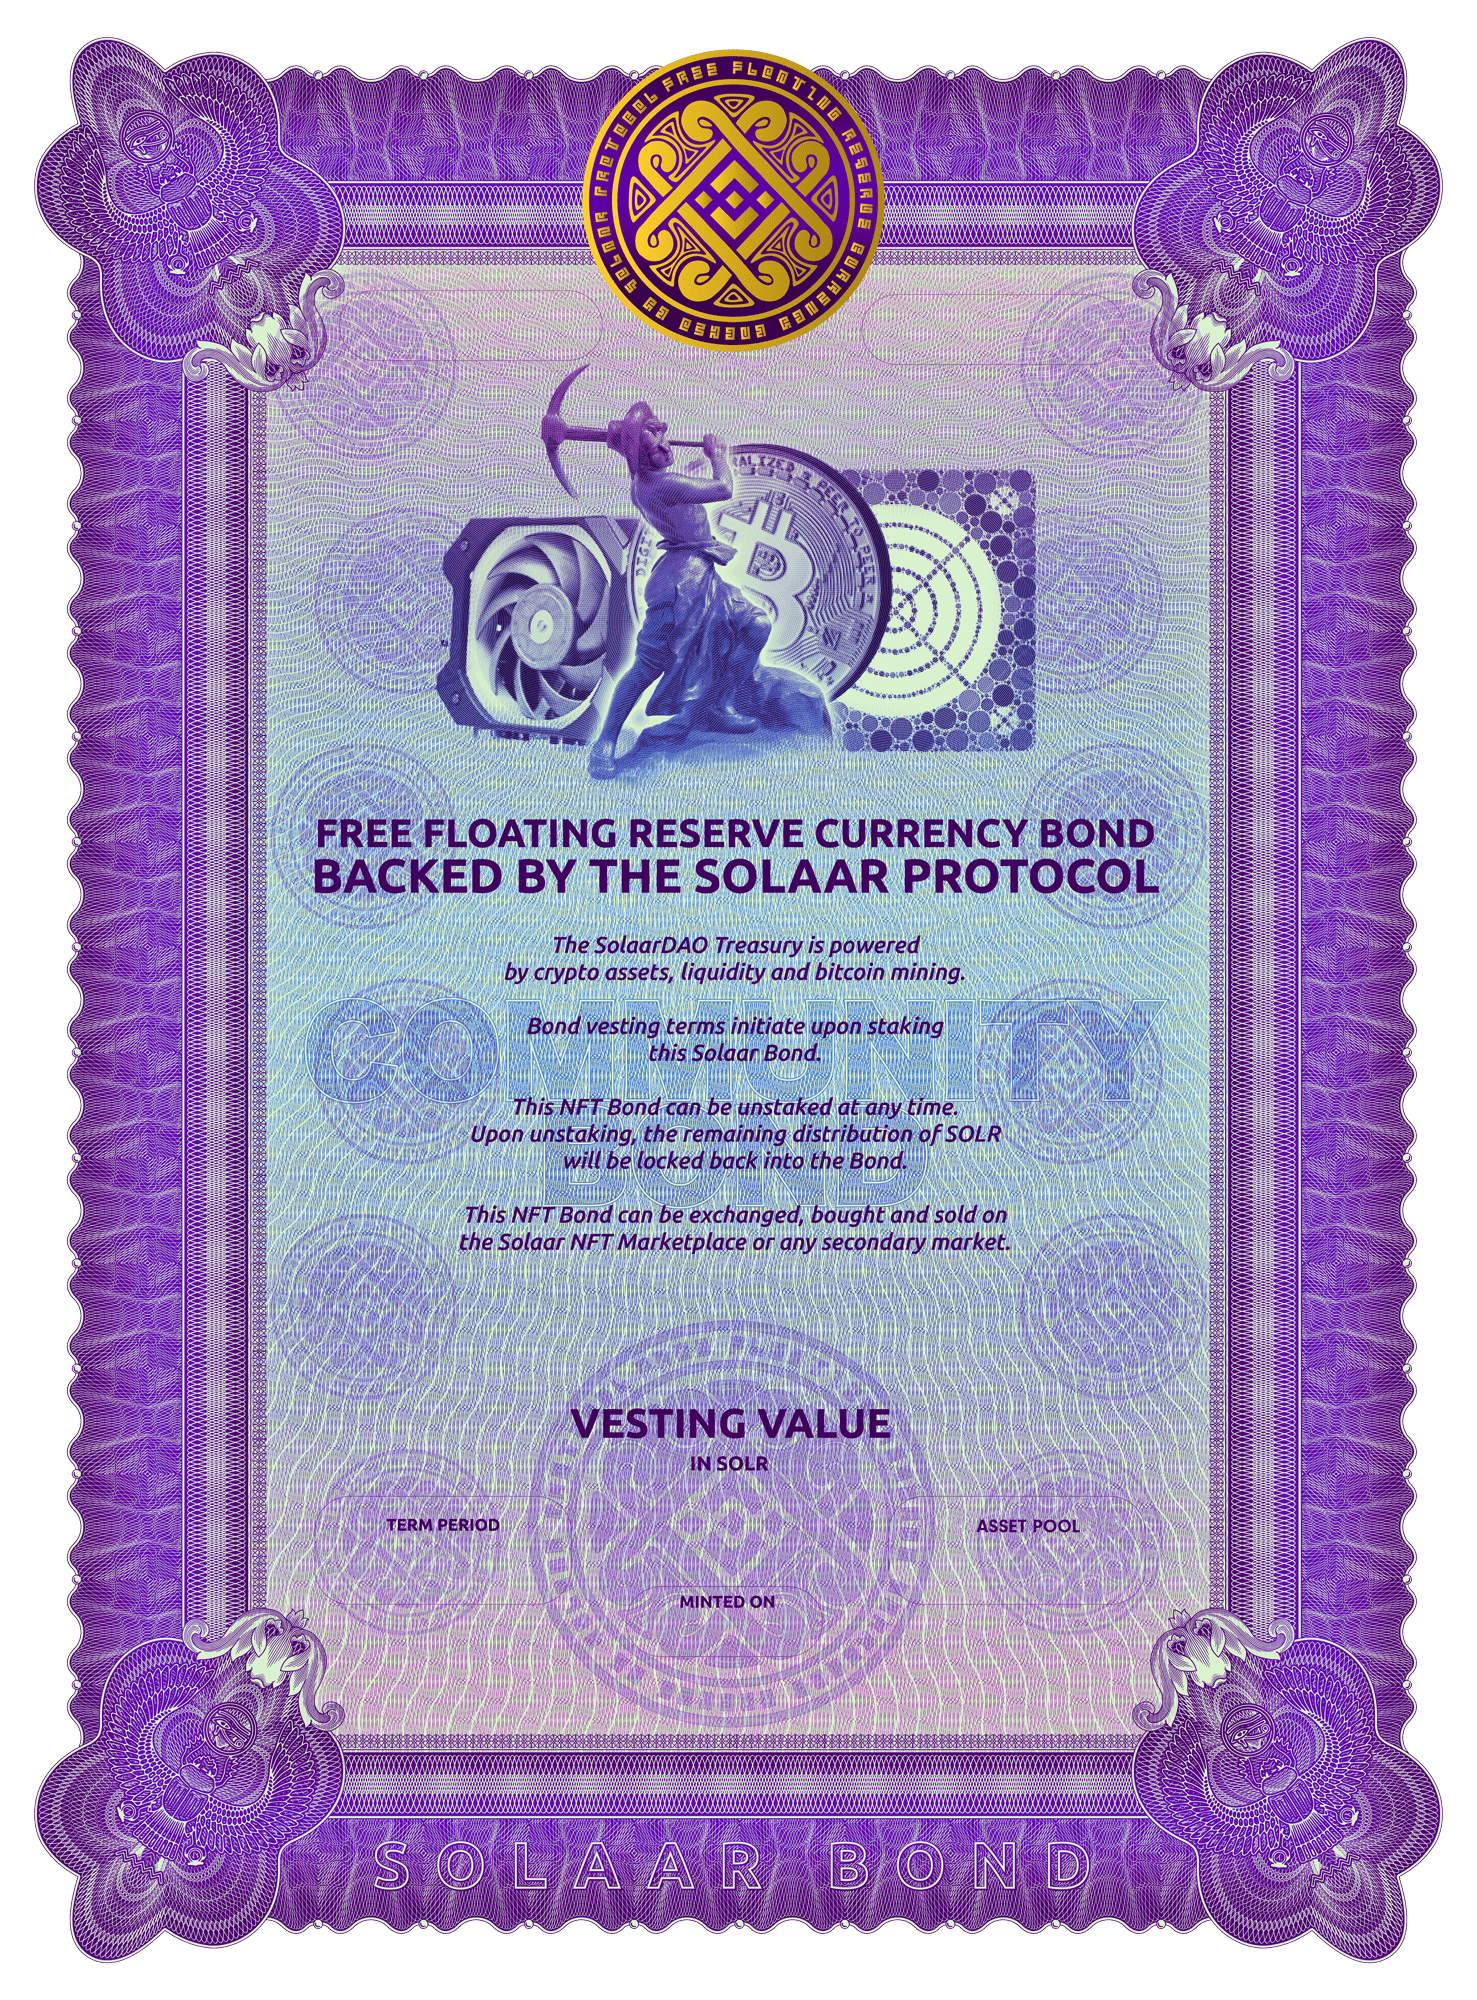 FREE FLOATING RESERVE CURRENCY
SOLAAR PROTOCOL
FREE FLOATING RESERVE CURRENCY BOND
BACKED BY THE SOLAAR PROTOCOL
The SolaarDAO Treasury is powered
by crypto assets, liquidity and bitcoin mining.
COMMUNITY
Bond vesting terms initiate upon staking
this Solaar Bond.
This NFT Bond can be unstaked at any time.
Upon unstaking, the remaining distribution of SOLR
will be locked back into the Bond.
BOND
This NFT Bond can be exchanged, bought and sold on
the Solaar NFT Marketplace or any secondary market.
VESTING VALUE
IN SOLR
TERM PERIOD
ASSET POOL
MINTED ON
SOLAAR BOND